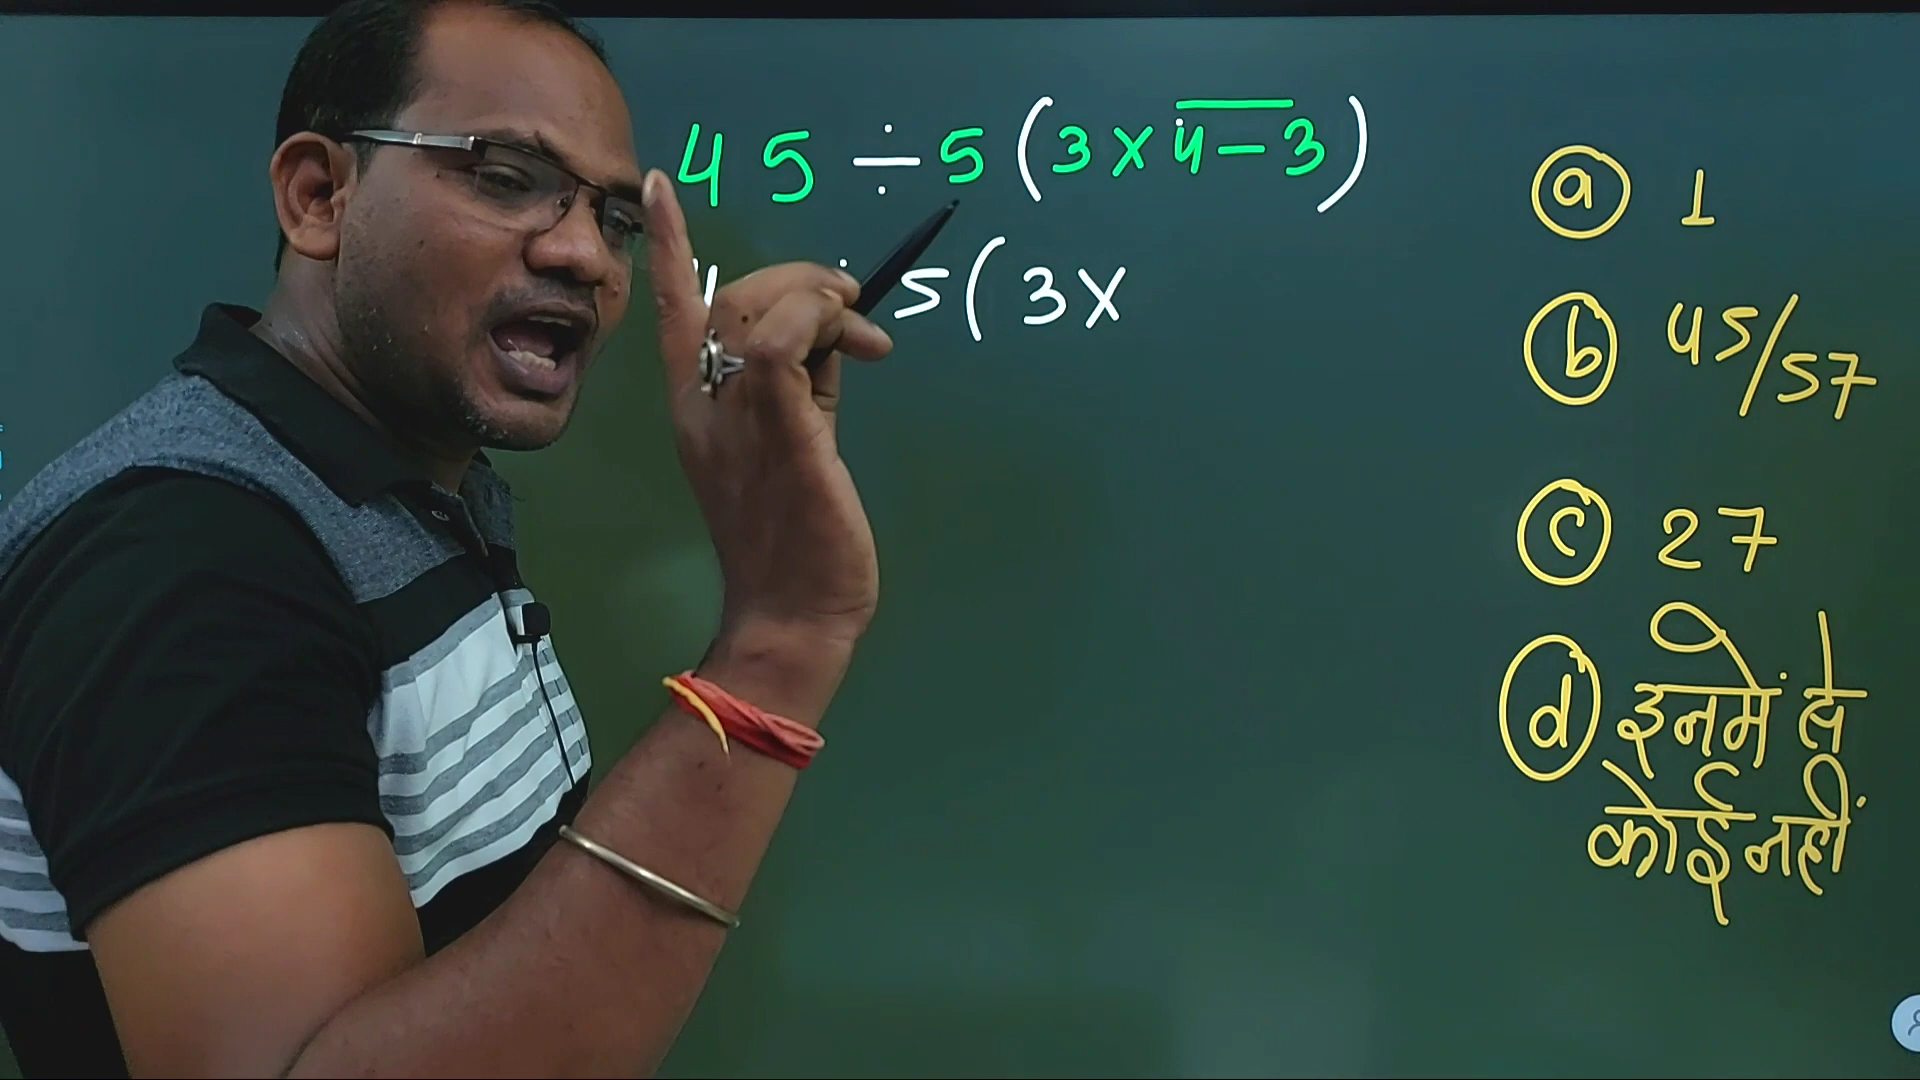 45 ÷ 5 (3 × 4 - 3)
5 ( 3 ×
a 1
b 45/57
c 27
d इनमें से
कोई नहीं